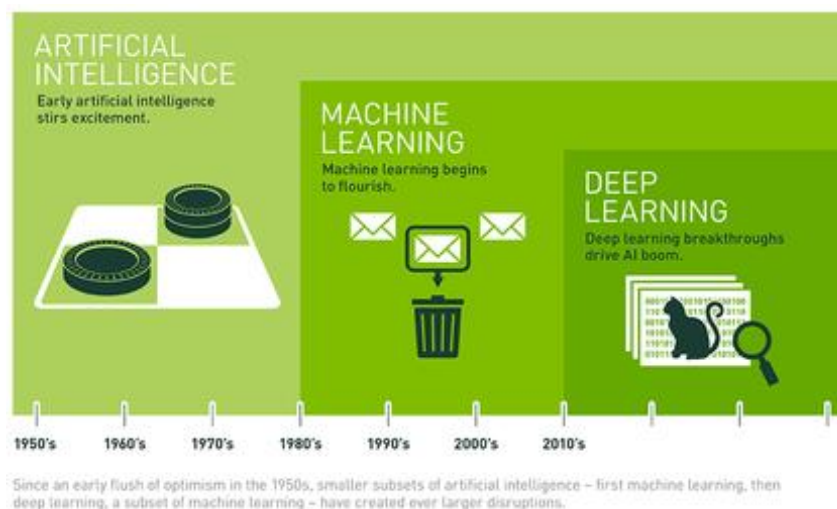 ARTIFICIAL
INTELLIGENCE
Early artificial intelligence
stirs excitement.
MACHINE
LEARNING
Machine learning begins
to flourish.
DEEP
LEARNING
Deep learning breakthroughs
drive AI boom.
1950's 1960's 1970's 1980's 1990's 2000's 2010's
Since an early flush of optimism in the 1950s, smaller subsets of artificial intelligence – first machine learning, then
deep learning, a subset of machine learning – have created ever larger disruptions.